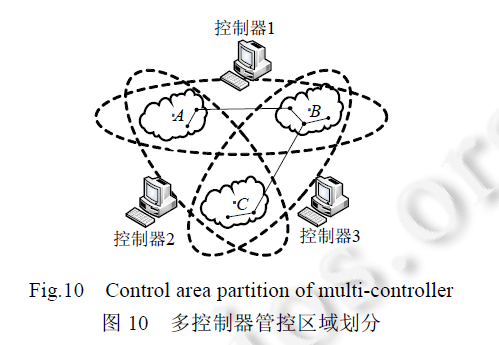 控制器1
A
B
C
控制器2
控制器3
Fig.10 Control area partition of multi-controller
图 10 多控制器管控区域划分